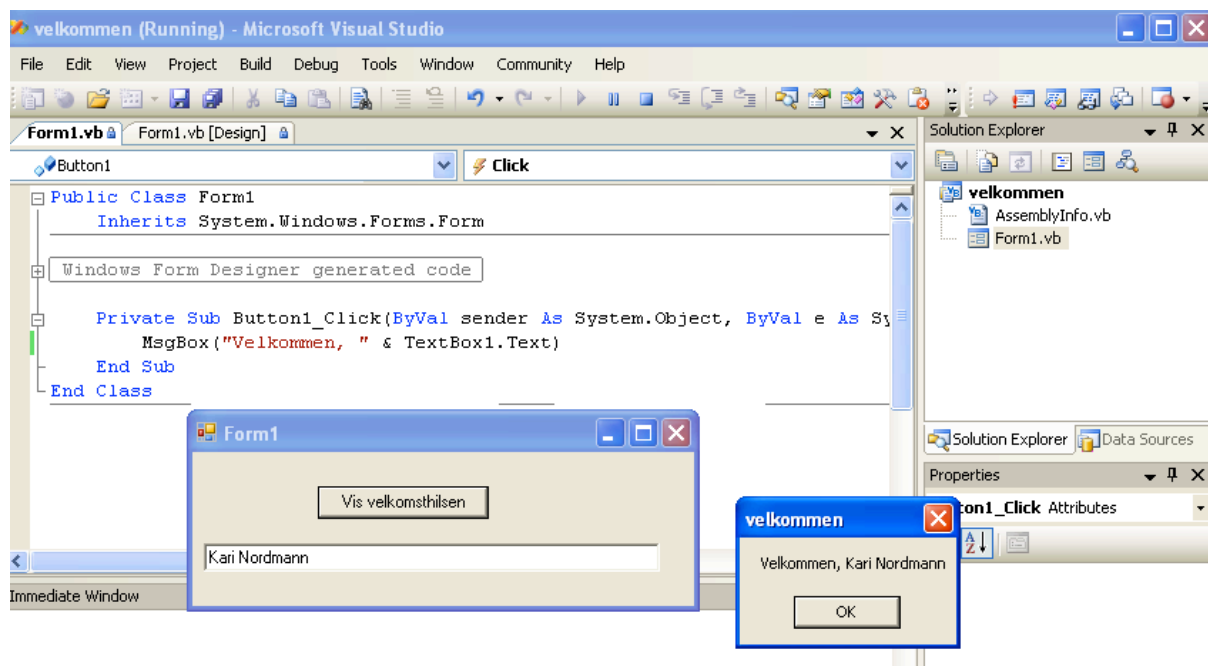 velkommen (Running) - Microsoft Visual Studio
File Edit View Project Build Debug Tools Window Community Help
Form1.vb Form1.vb [Design]
Solution Explorer
Button1
Click
velkommen
AssemblyInfo.vb
Form1.vb
Public Class Form1
Inherits System.Windows.Forms.Form
Windows Form Designer generated code
Private Sub Button1_Click(ByVal sender As System.Object, ByVal e As Sy
MsgBox("Velkommen, " & TextBox1.Text)
End Sub
End Class
Solution Explorer Data Sources
Properties
ton1_Click Attributes
Form1
Vis velkomsthilsen
Kari Nordmann
velkommen
Velkommen, Kari Nordmann
OK
Immediate Window